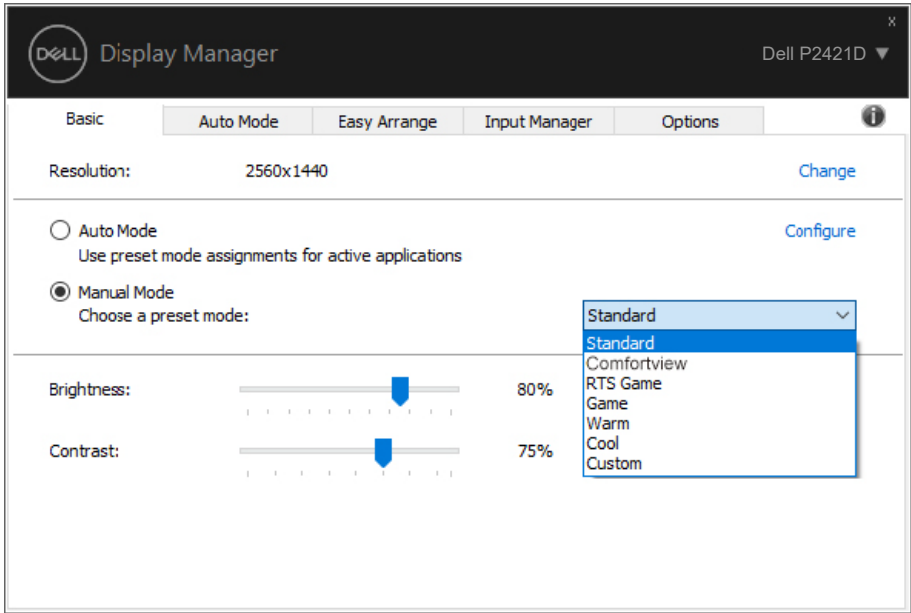 DELL Display Manager
x
Dell P2421D ▼
Basic Auto Mode Easy Arrange Input Manager Options
Resolution: 2560x1440 Change
Auto Mode Configure
Use preset mode assignments for active applications
Manual Mode
Choose a preset mode: Standard
Standard
Comfortview
RTS Game
Game
Warm
Cool
Custom
Brightness: 80%
Contrast: 75%